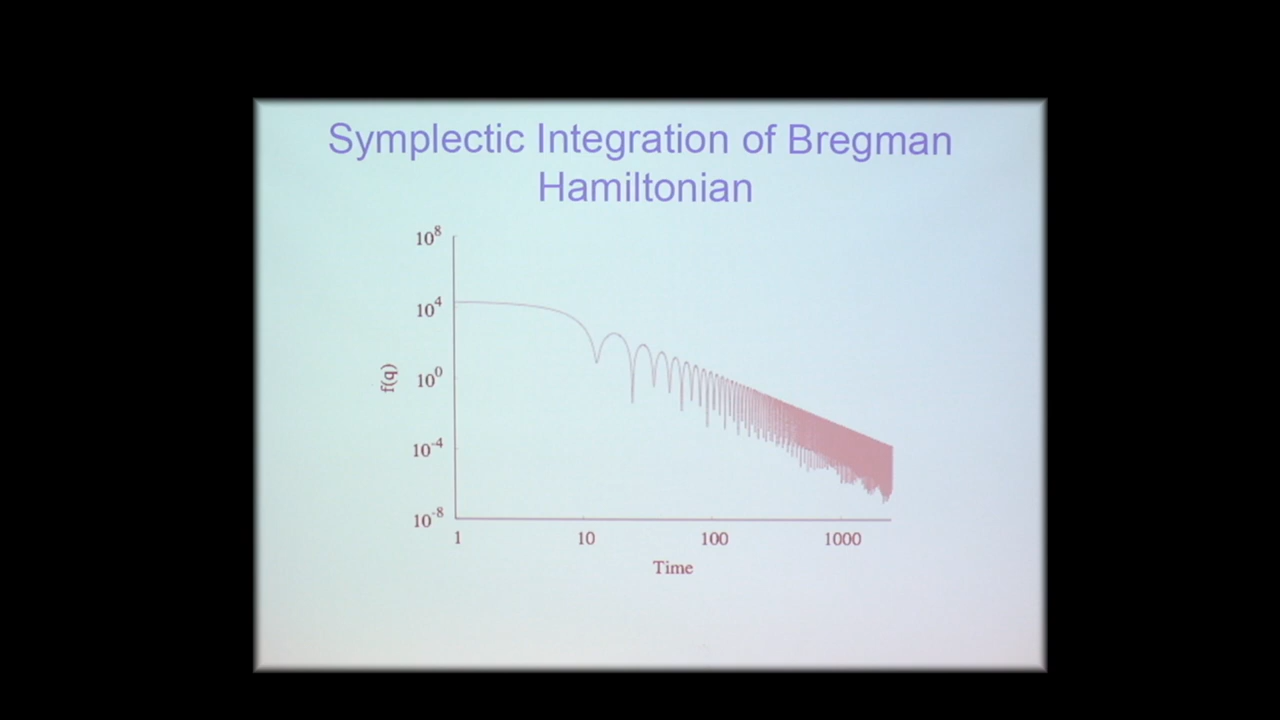 Symplectic Integration of Bregman
Hamiltonian
10^8
10^4
10^0
10^-4
10^-8
f(q)
1 10 100 1000
Time